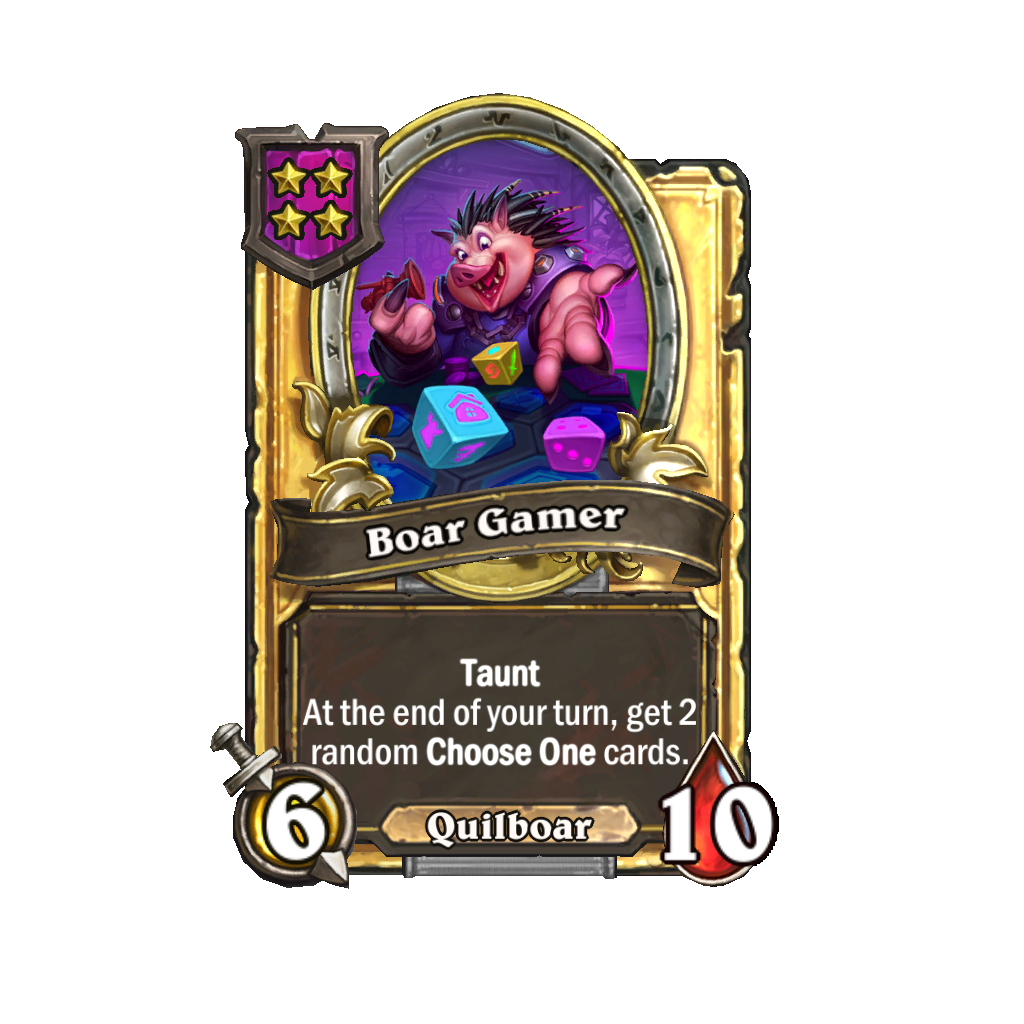 Boar Gamer
Taunt
At the end of your turn, get 2
random Choose One cards.
6
Quilboar
10